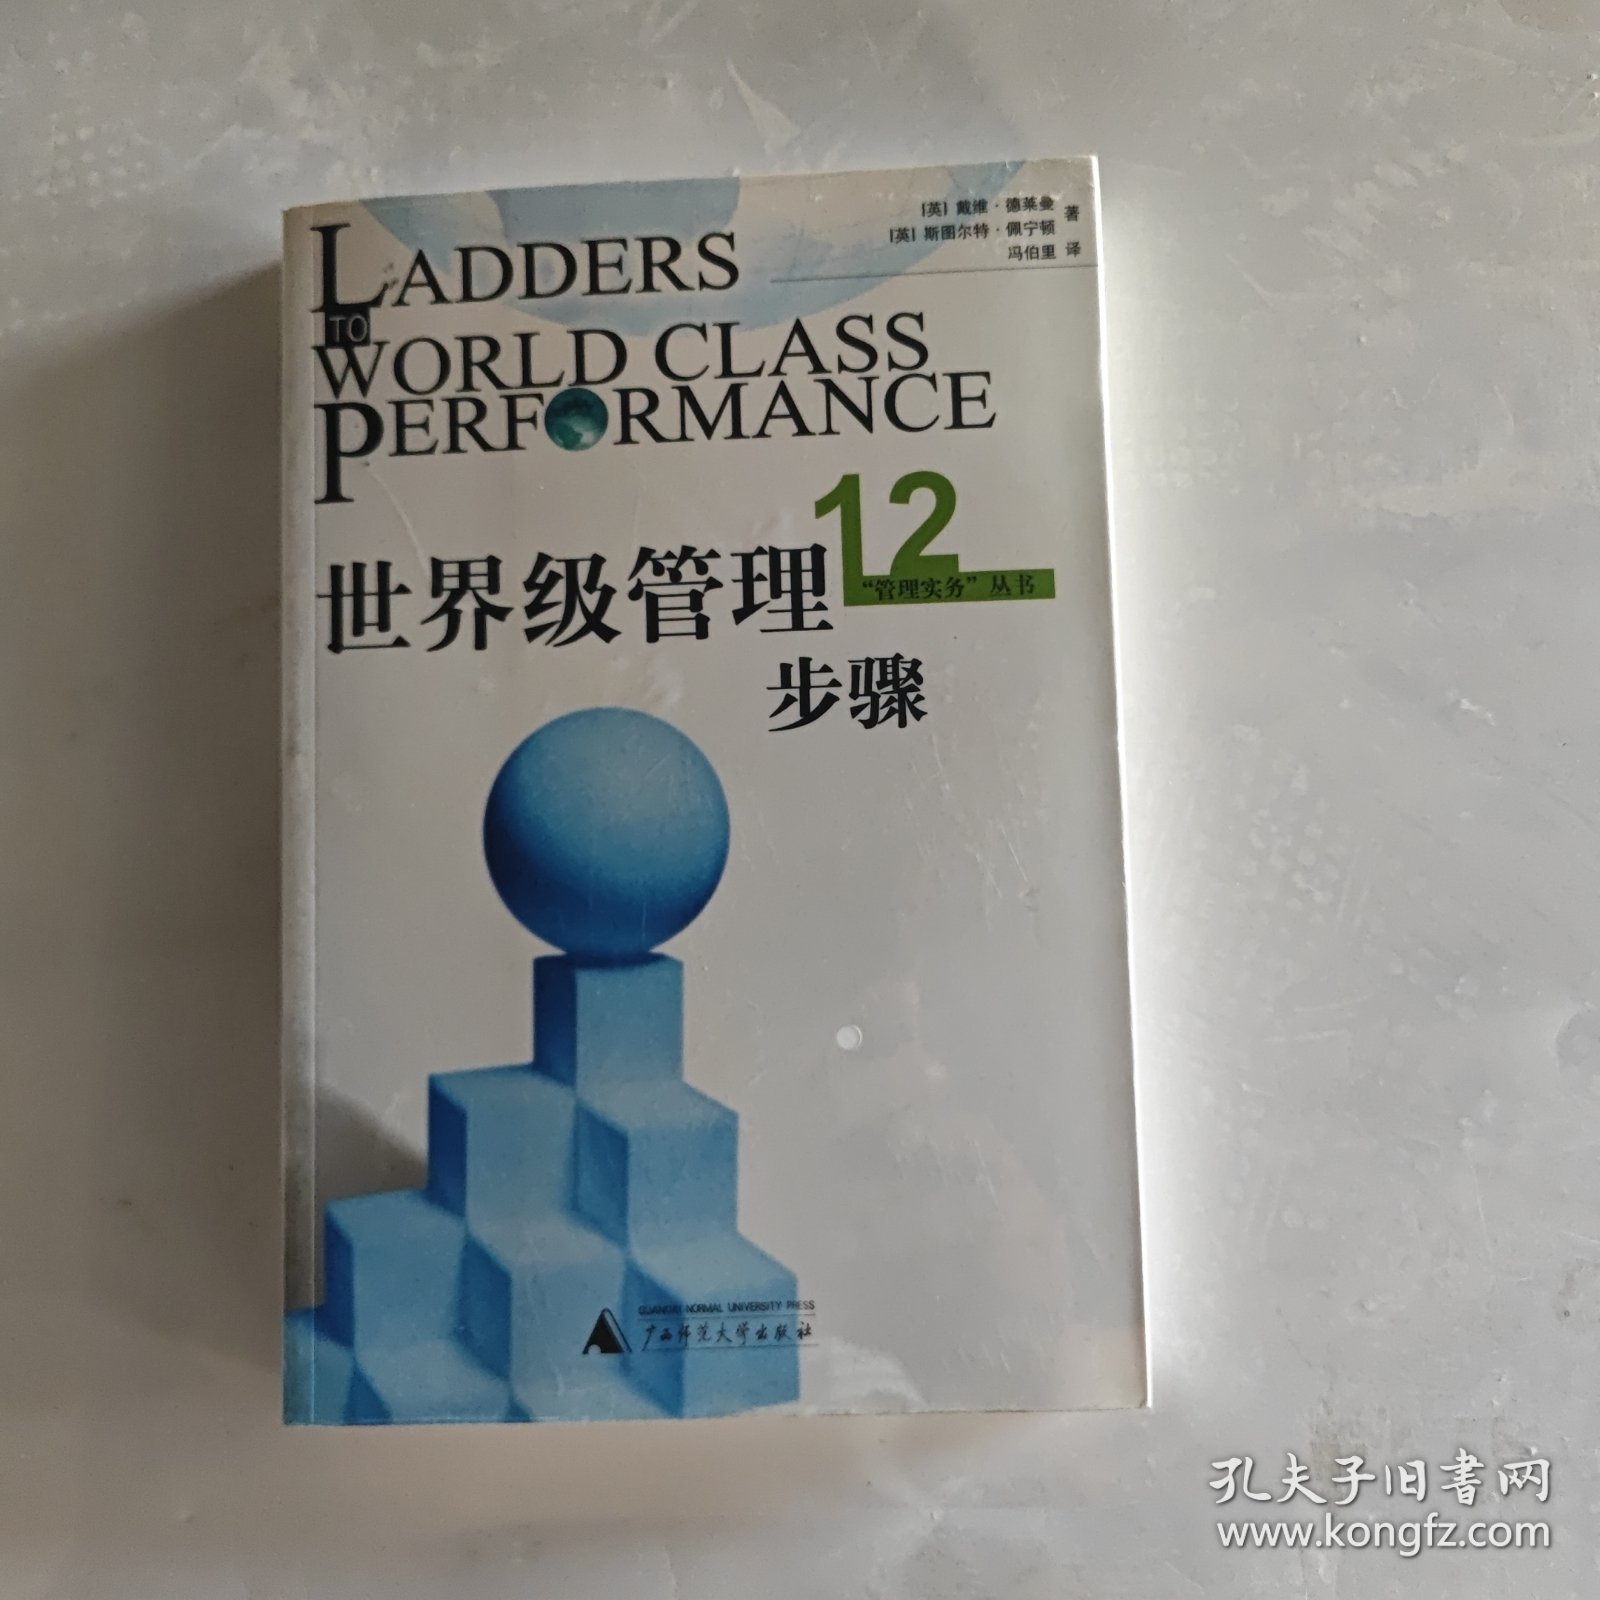 [英] 戴维·德莱曼
[英] 斯图尔特·佩宁顿 著
冯伯里 译
LADDERS
TO
WORLD CLASS
PERFORMANCE
世界级管理12
“管理实务”丛书
步骤
GUANGXI NORMAL UNIVERSITY PRESS
广西师范大学出版社
孔夫子旧书网
www.kongfz.com